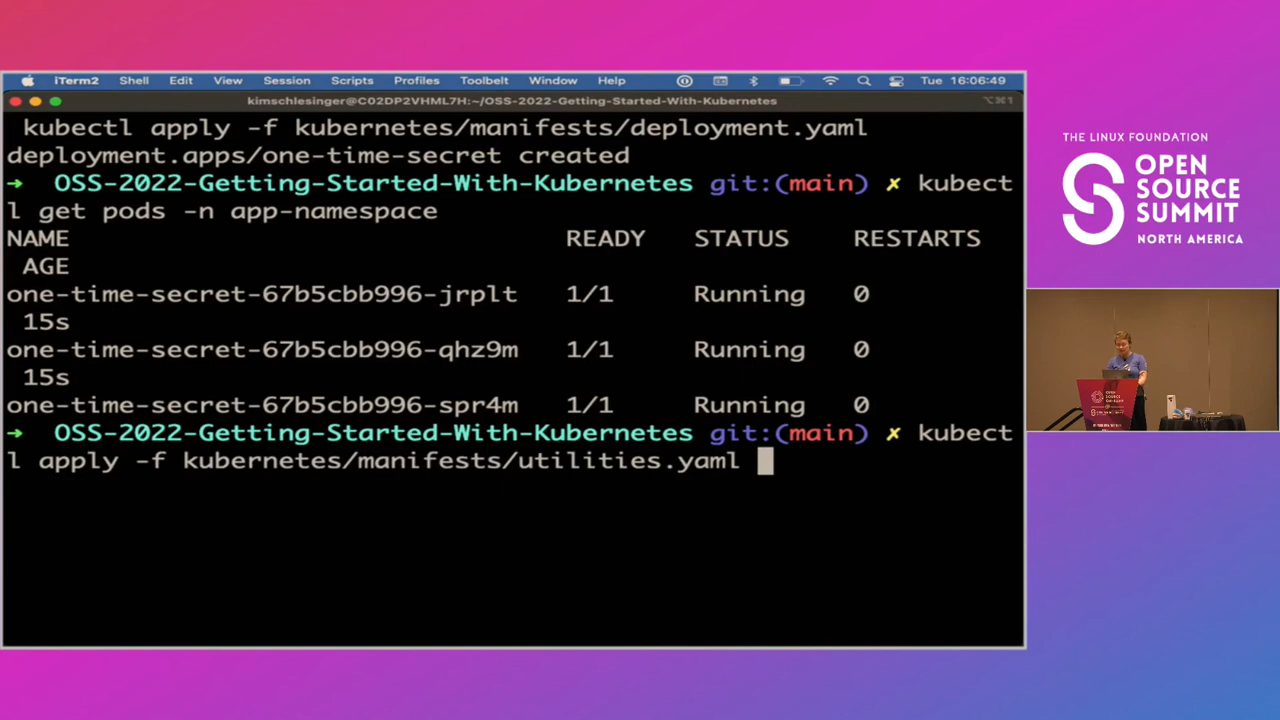 iTerm2 Shell Edit View Session Scripts Profiles Toolbelt Window Help Tue 16:06:49
kimschlesinger@C02DP2VHML7H:~/OSS-2022-Getting-Started-With-Kubernetes ⌥⌘1
kubectl apply -f kubernetes/manifests/deployment.yaml
deployment.apps/one-time-secret created
➜ OSS-2022-Getting-Started-With-Kubernetes git:(main) ✗ kubect
l get pods -n app-namespace
NAME READY STATUS RESTARTS
AGE
one-time-secret-67b5cbb996-jrplt 1/1 Running 0
15s
one-time-secret-67b5cbb996-qhz9m 1/1 Running 0
15s
one-time-secret-67b5cbb996-spr4m 1/1 Running 0
➜ OSS-2022-Getting-Started-With-Kubernetes git:(main) ✗ kubect
l apply -f kubernetes/manifests/utilities.yaml
THE LINUX FOUNDATION
OPEN
SOURCE
SUMMIT
NORTH AMERICA